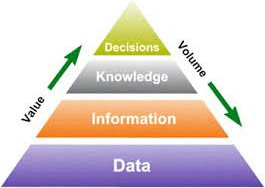 Decisions
Volume
Knowledge
Value
Information
Data